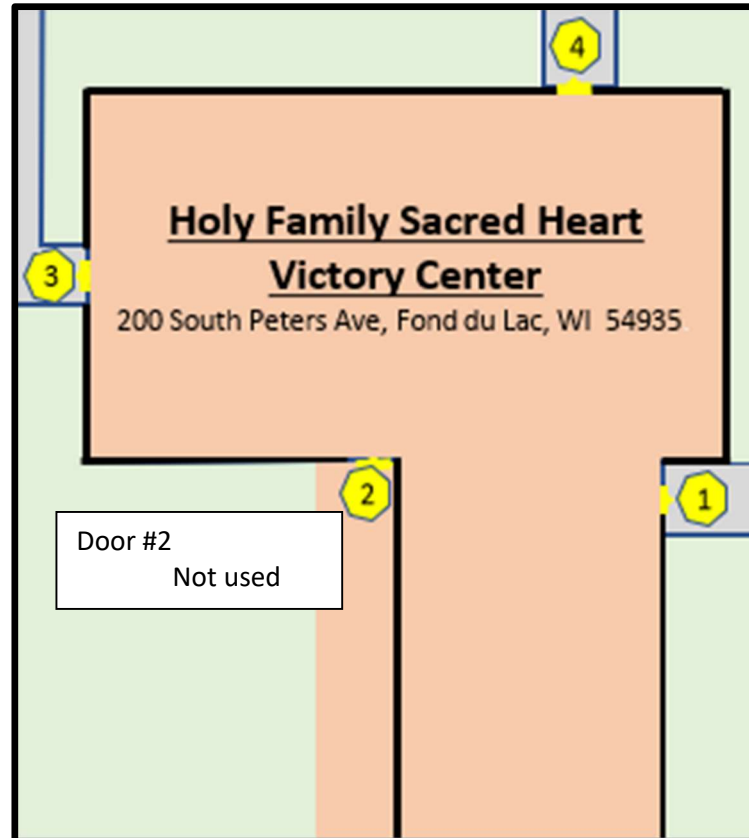 4
Holy Family Sacred Heart
Victory Center
200 South Peters Ave, Fond du Lac, WI  54935
3
2
1
Door #2
Not used